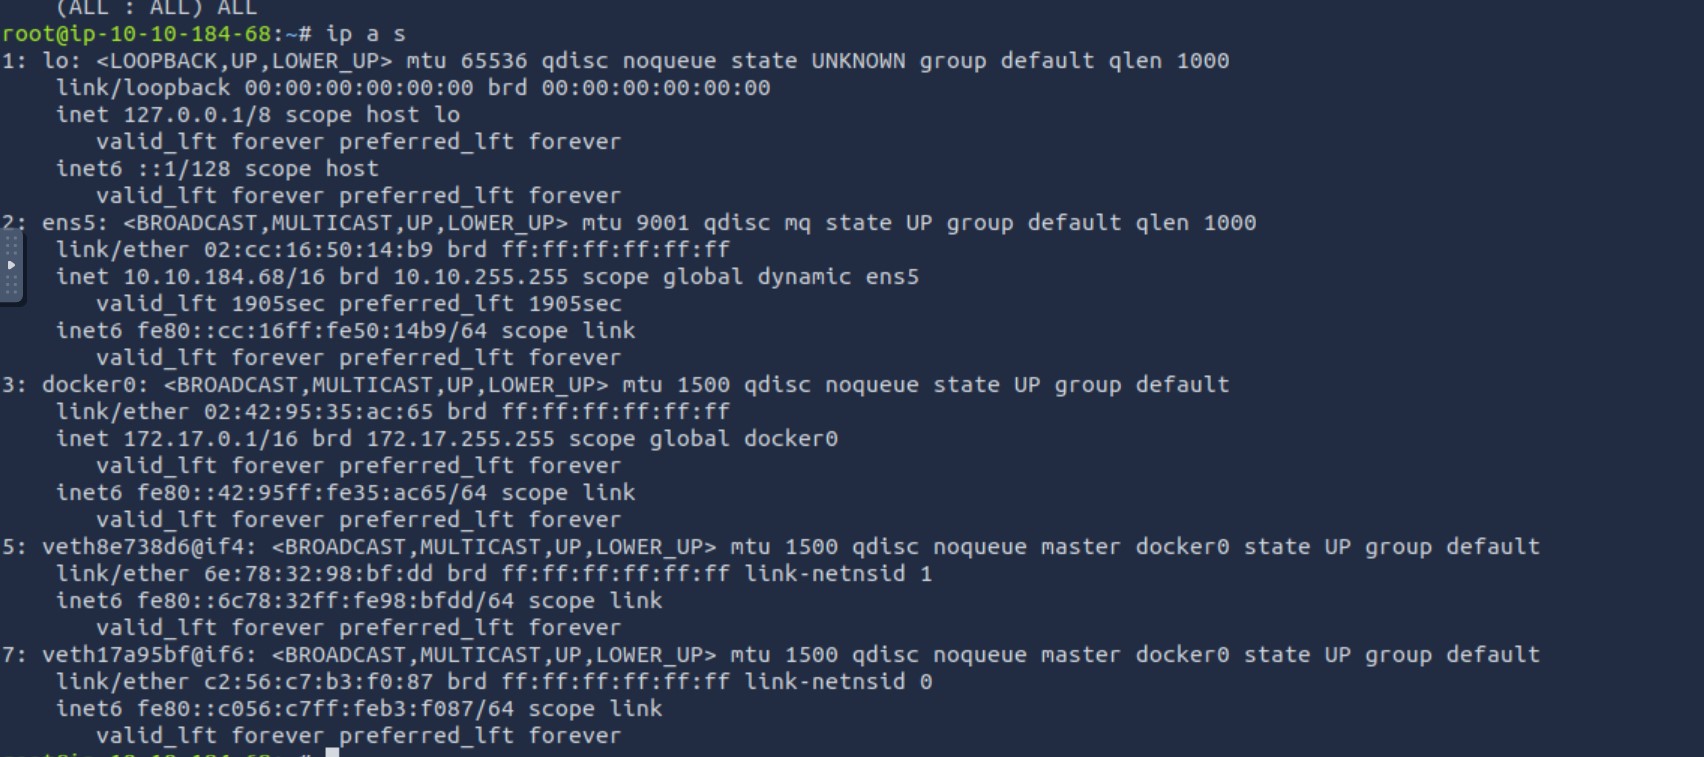 (ALL : ALL) ALL
root@ip-10-10-184-68:~# ip a s
1: lo: <LOOPBACK,UP,LOWER_UP> mtu 65536 qdisc noqueue state UNKNOWN group default qlen 1000
    link/loopback 00:00:00:00:00:00 brd 00:00:00:00:00:00
    inet 127.0.0.1/8 scope host lo
       valid_lft forever preferred_lft forever
    inet6 ::1/128 scope host
       valid_lft forever preferred_lft forever
2: ens5: <BROADCAST,MULTICAST,UP,LOWER_UP> mtu 9001 qdisc mq state UP group default qlen 1000
    link/ether 02:cc:16:50:14:b9 brd ff:ff:ff:ff:ff:ff
    inet 10.10.184.68/16 brd 10.10.255.255 scope global dynamic ens5
       valid_lft 1905sec preferred_lft 1905sec
    inet6 fe80::cc:16ff:fe50:14b9/64 scope link
       valid_lft forever preferred_lft forever
3: docker0: <BROADCAST,MULTICAST,UP,LOWER_UP> mtu 1500 qdisc noqueue state UP group default
    link/ether 02:42:95:35:ac:65 brd ff:ff:ff:ff:ff:ff
    inet 172.17.0.1/16 brd 172.17.255.255 scope global docker0
       valid_lft forever preferred_lft forever
    inet6 fe80::42:95ff:fe35:ac65/64 scope link
       valid_lft forever preferred_lft forever
5: veth8e738d6@if4: <BROADCAST,MULTICAST,UP,LOWER_UP> mtu 1500 qdisc noqueue master docker0 state UP group default
    link/ether 6e:78:32:98:bf:dd brd ff:ff:ff:ff:ff:ff link-netnsid 1
    inet6 fe80::6c78:32ff:fe98:bfdd/64 scope link
       valid_lft forever preferred_lft forever
7: veth17a95bf@if6: <BROADCAST,MULTICAST,UP,LOWER_UP> mtu 1500 qdisc noqueue master docker0 state UP group default
    link/ether c2:56:c7:b3:f0:87 brd ff:ff:ff:ff:ff:ff link-netnsid 0
    inet6 fe80::c056:c7ff:feb3:f087/64 scope link
       valid_lft forever preferred_lft forever